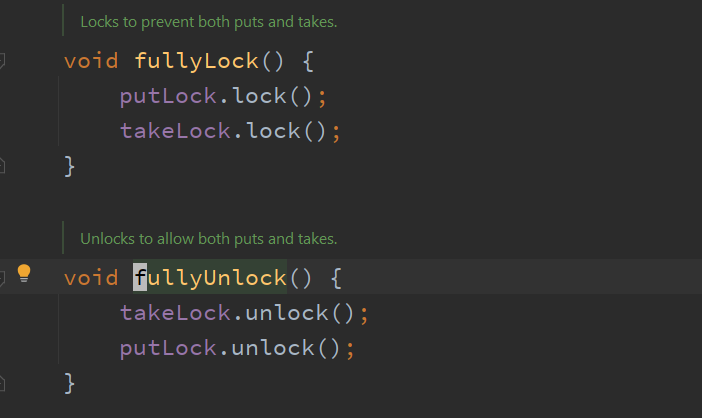 Locks to prevent both puts and takes.
void fullyLock() {
putLock.lock();
takeLock.lock();
}
Unlocks to allow both puts and takes.
void fullyUnlock() {
takeLock.unlock();
putLock.unlock();
}